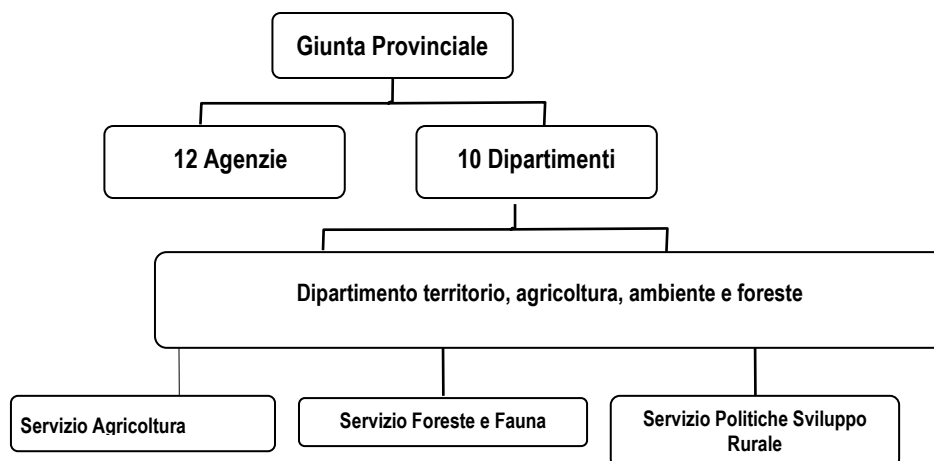 Giunta Provinciale
12 Agenzie
10 Dipartimenti
Dipartimento territorio, agricoltura, ambiente e foreste
Servizio Agricoltura
Servizio Foreste e Fauna
Servizio Politiche Sviluppo
Rurale